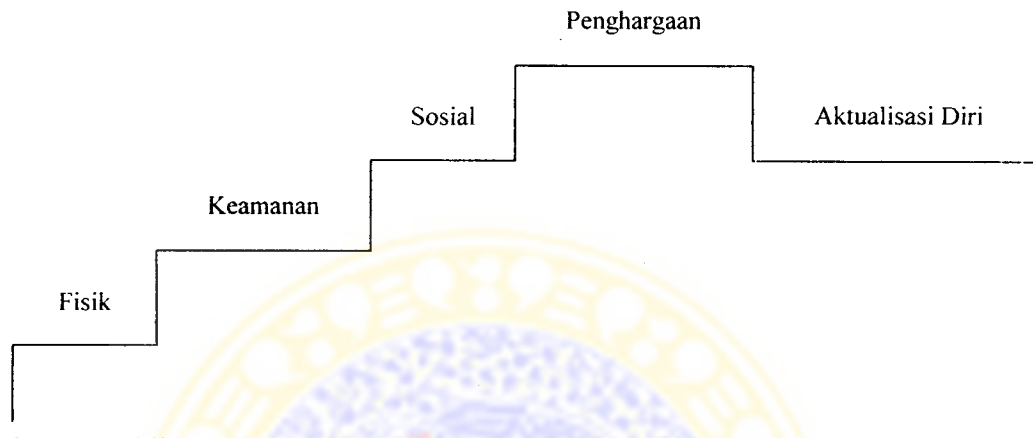 Penghargaan
Sosial
Aktualisasi Diri
Keamanan
Fisik